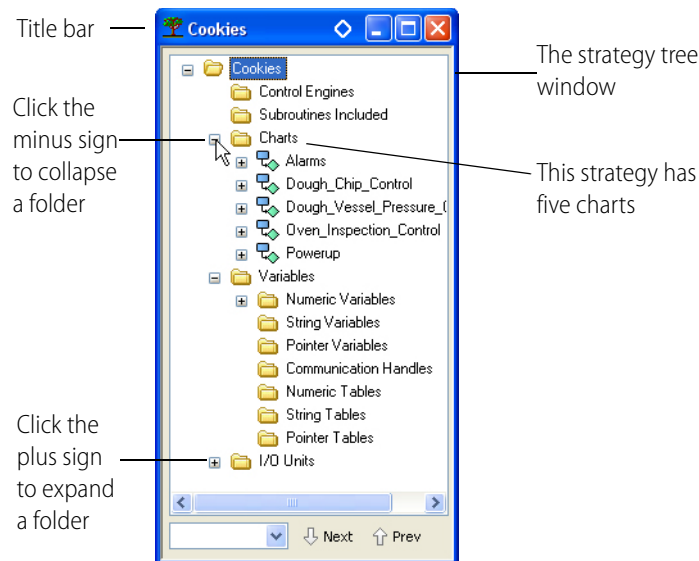 Title bar
Cookies
The strategy tree
window
Cookies
Control Engines
Subroutines Included
Click the
minus sign
to collapse
a folder
Charts
Alarms
Dough_Chip_Control
Dough_Vessel_Pressure_(
Oven_Inspection_Control
Powerup
This strategy has
five charts
Variables
Numeric Variables
String Variables
Pointer Variables
Communication Handles
Numeric Tables
String Tables
Pointer Tables
I/O Units
Click the
plus sign
to expand
a folder
Next
Prev